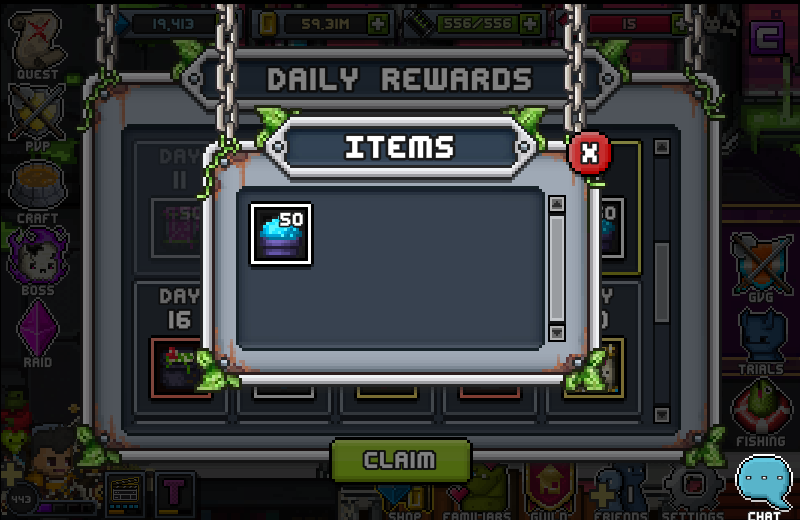 19,413
59.31M
556/556
15
QUEST
DAILY REWARDS
C
PVP
ITEMS
X
DAY
11
50
50
CRAFT
BOSS
DAY
16
RAID
GVG
TRIALS
FISHING
CLAIM
443
T
SHOP
FAMILIARS
GUILD
FRIENDS
SETTINGS
CHAT